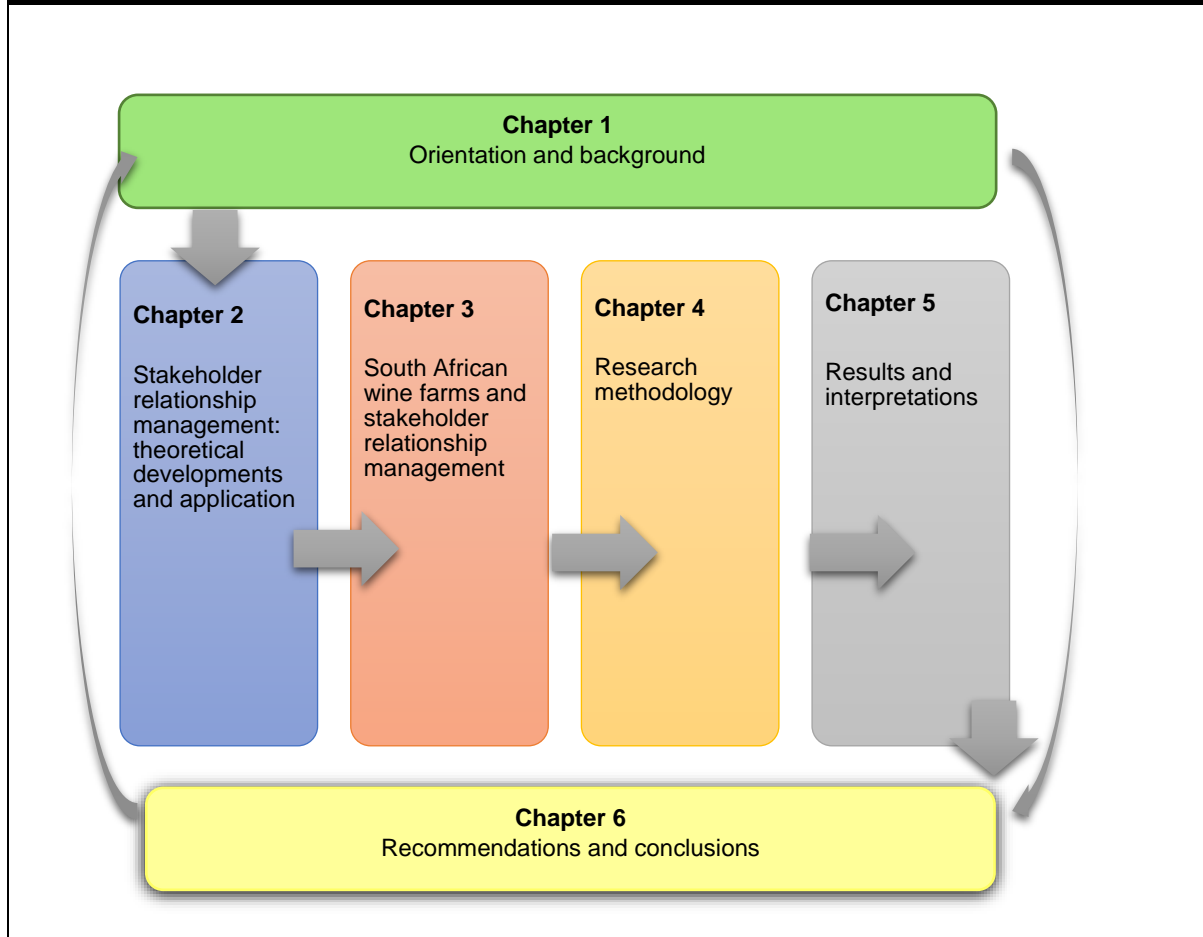 Chapter 1
Orientation and background
Chapter 2
Stakeholder
relationship
management:
theoretical
developments
and application
Chapter 3
South African
wine farms and
stakeholder
relationship
management
Chapter 4
Research
methodology
Chapter 5
Results and
interpretations
Chapter 6
Recommendations and conclusions